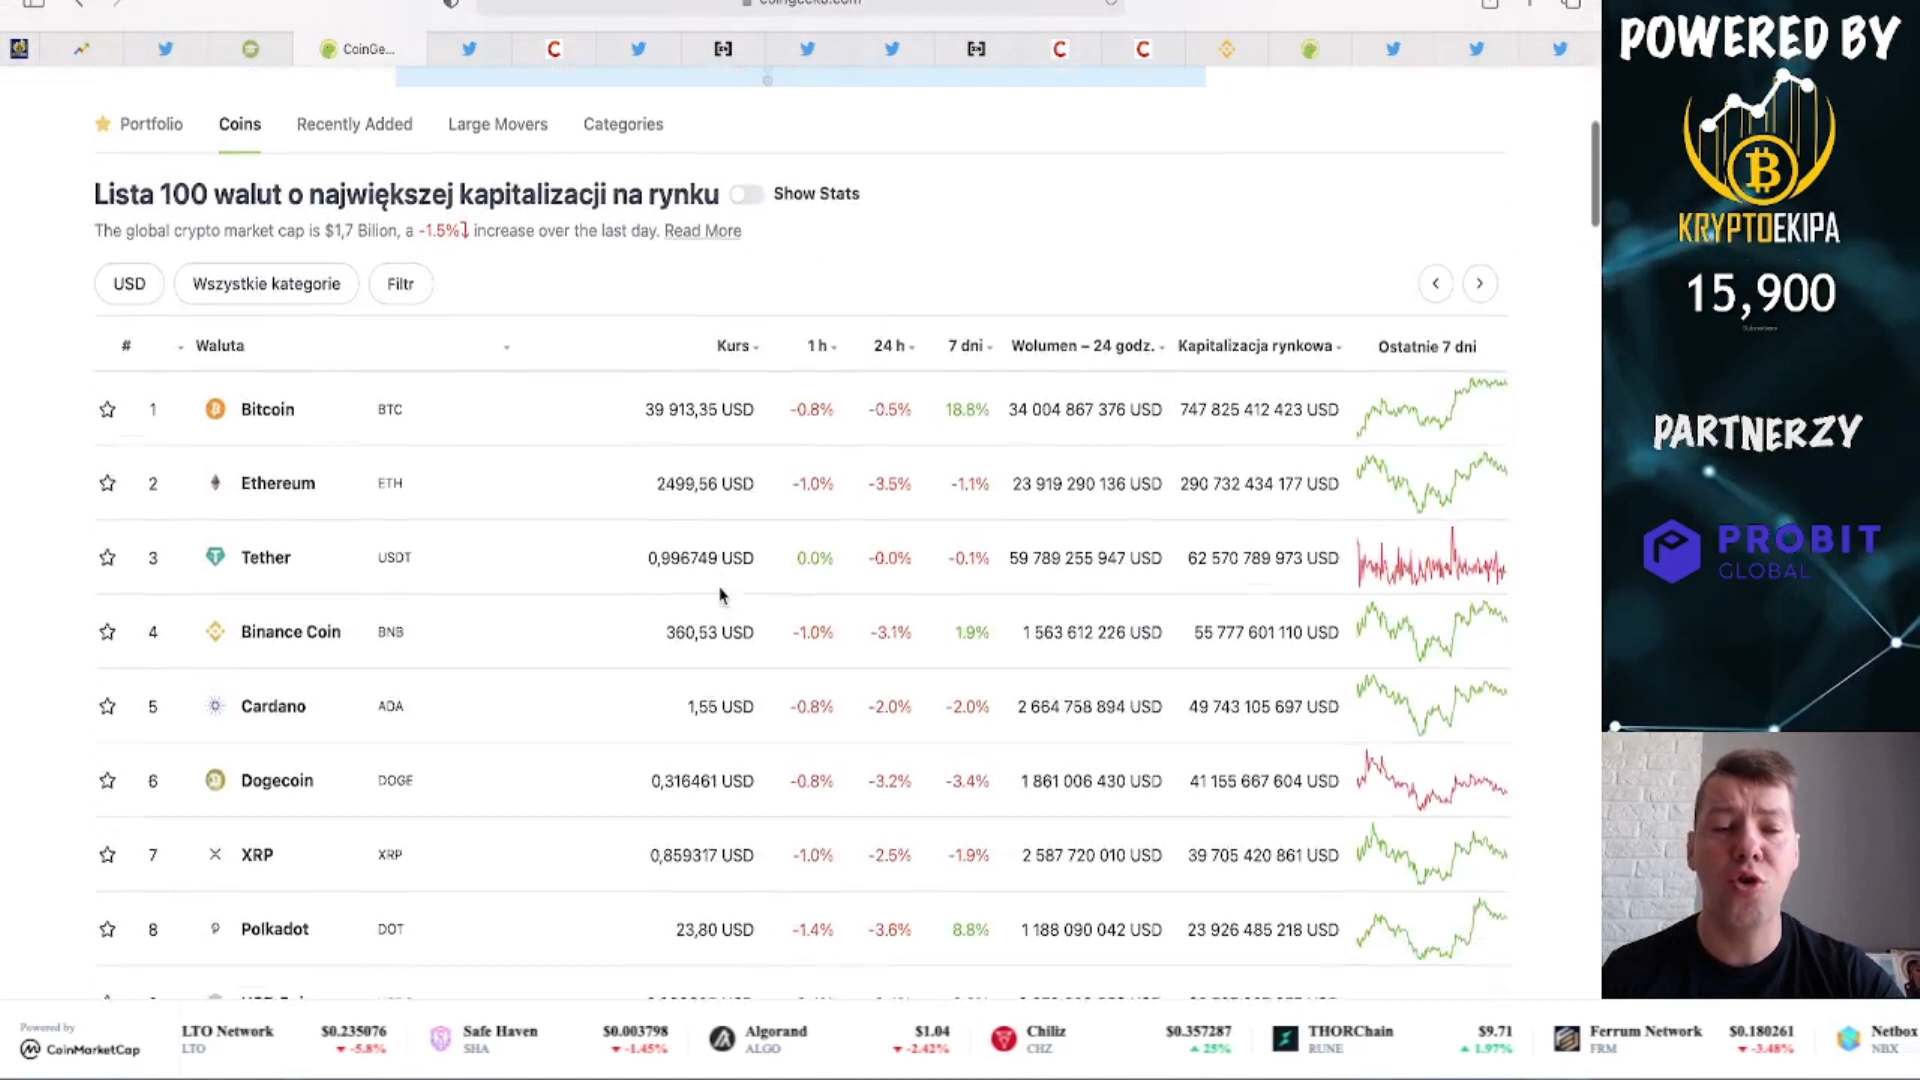 CoinGe...
POWERED BY
KRYPTOEKIPA
15,900
Subscribers
PARTNERZY
PROBIT
GLOBAL
Portfolio Coins Recently Added Large Movers Categories
Lista 100 walut o największej kapitalizacji na rynku Show Stats
The global crypto market cap is $1,7 Bilion, a -1.5% increase over the last day. Read More
USD Wszystkie kategorie Filtr
# Waluta Kurs 1 h 24 h 7 dni Wolumen – 24 godz. Kapitalizacja rynkowa Ostatnie 7 dni
1 Bitcoin BTC 39 913,35 USD -0.8% -0.5% 18.8% 34 004 867 376 USD 747 825 412 423 USD
2 Ethereum ETH 2499,56 USD -1.0% -3.5% -1.1% 23 919 290 136 USD 290 732 434 177 USD
3 Tether USDT 0,996749 USD 0.0% -0.0% -0.1% 59 789 255 947 USD 62 570 789 973 USD
4 Binance Coin BNB 360,53 USD -1.0% -3.1% 1.9% 1 563 612 226 USD 55 777 601 110 USD
5 Cardano ADA 1,55 USD -0.8% -2.0% -2.0% 2 664 758 894 USD 49 743 105 697 USD
6 Dogecoin DOGE 0,316461 USD -0.8% -3.2% -3.4% 1 861 006 430 USD 41 155 667 604 USD
7 XRP XRP 0,859317 USD -1.0% -2.5% -1.9% 2 587 720 010 USD 39 705 420 861 USD
8 Polkadot DOT 23,80 USD -1.4% -3.6% 8.8% 1 188 090 042 USD 23 926 485 218 USD
Powered by
CoinMarketCap
LTO Network $0.235076
LTO -5.8%
Safe Haven $0.003798
SHA -1.45%
Algorand $1.04
ALGO -2.42%
Chiliz $0.357287
CHZ 25%
THORChain $9.71
RUNE 1.97%
Ferrum Network $0.180261
FRM -3.48%
Netbox
NBX